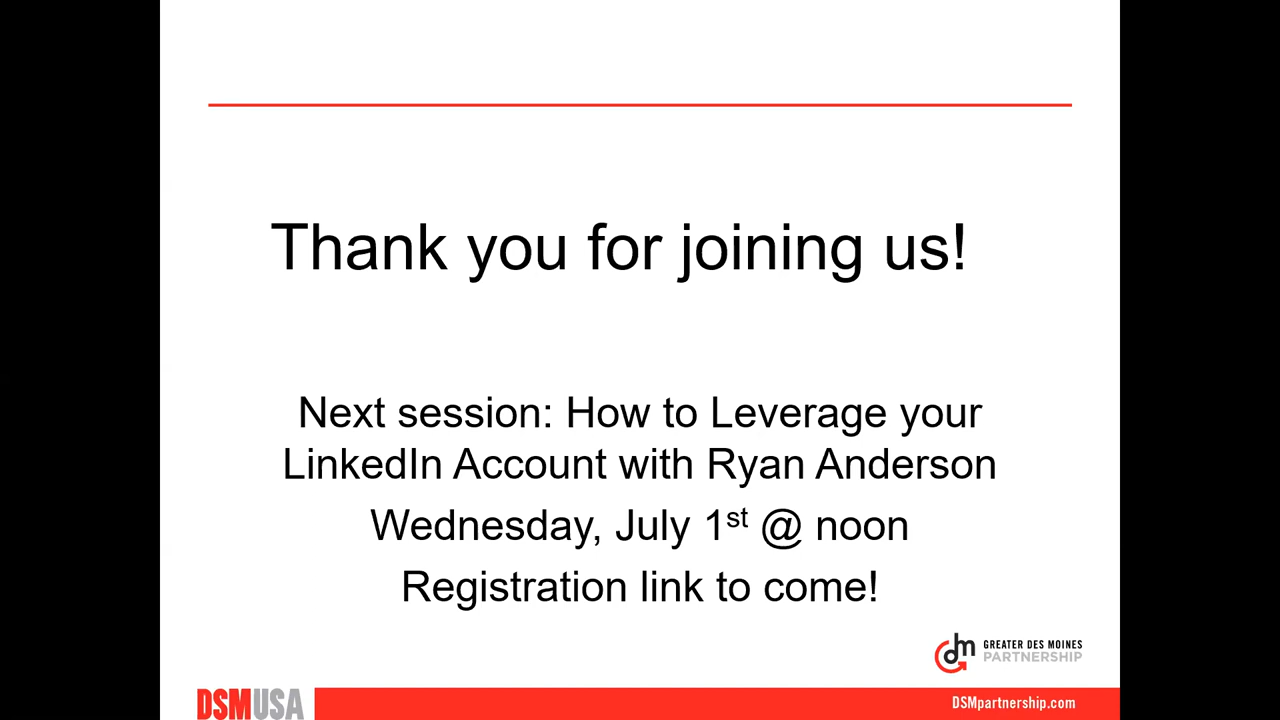 Thank you for joining us!
Next session: How to Leverage your
LinkedIn Account with Ryan Anderson
Wednesday, July 1st @ noon
Registration link to come!
dm GREATER DES MOINES
PARTNERSHIP
DSMUSA
DSMpartnership.com